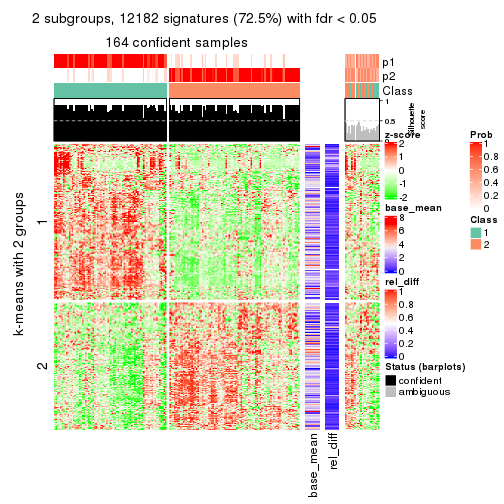 2 subgroups, 12182 signatures (72.5%) with fdr < 0.05
164 confident samples
p1
p2
Class
1
0.5
0
Silhouette
score
z-score
2
1
0
-1
-2
base_mean
8
6
4
2
0
rel_diff
1
0.8
0.6
0.4
0.2
0
Status (barplots)
confident
ambiguous
Prob
1
0.8
0.6
0.4
0.2
0
Class
1
2
k-means with 2 groups
1
2
base_mean
rel_diff